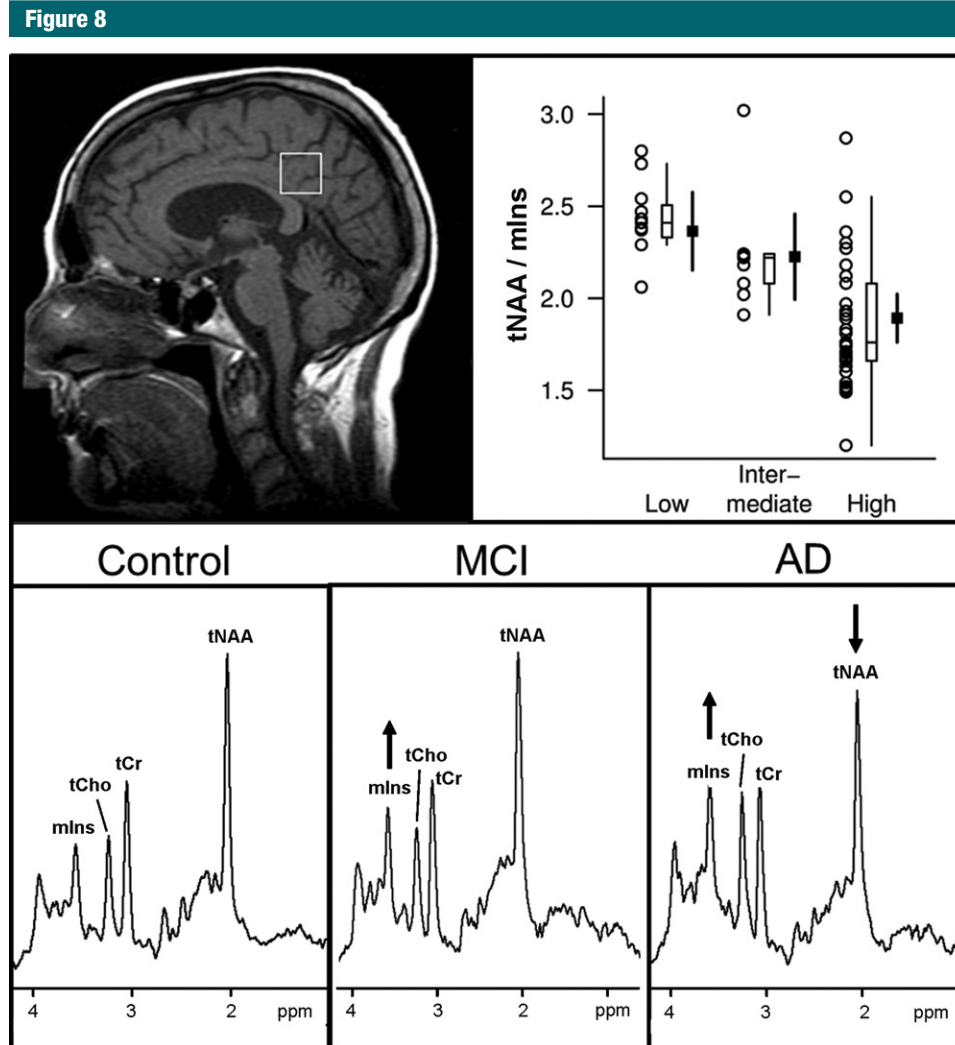 Figure 8
tNAA / mIns
3.0
2.5
2.0
1.5
Low
Inter–
mediate
High
Control
MCI
AD
tNAA
tCr
tCho
mIns
4 3 2 ppm
tNAA
tCho
tCr
mIns
4 3 2 ppm
tNAA
tCho
mIns
tCr
4 3 2 ppm